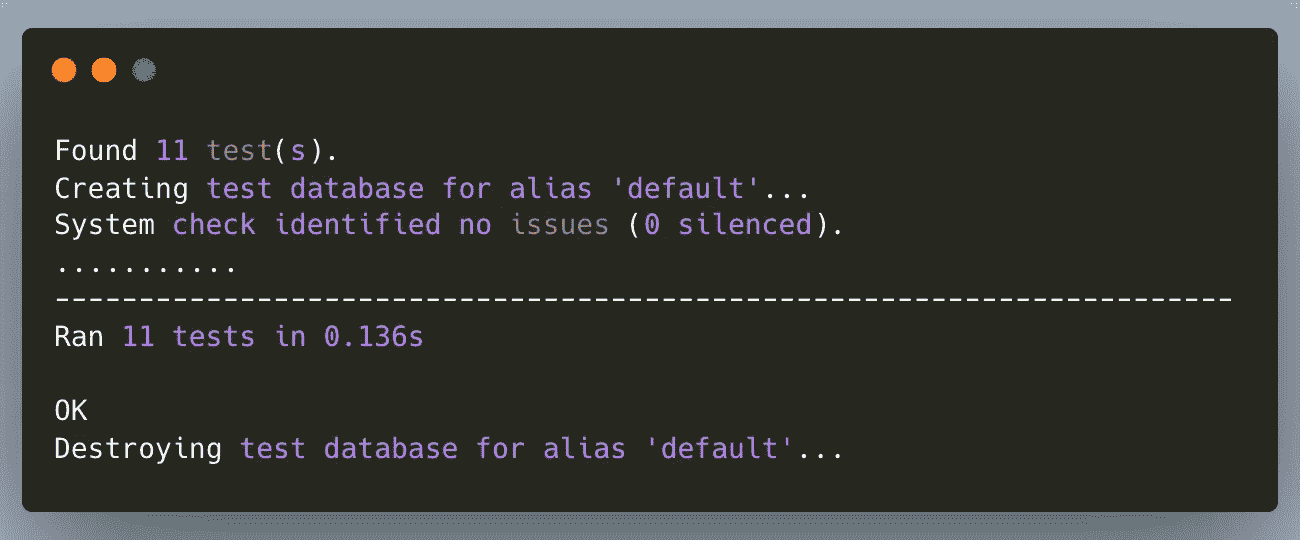 Found 11 test(s).
Creating test database for alias 'default'...
System check identified no issues (0 silenced).
...........
----------------------------------------------------------------------
Ran 11 tests in 0.136s
OK
Destroying test database for alias 'default'...